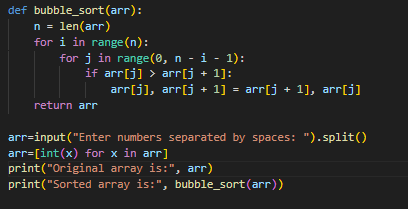 def bubble_sort(arr):
    n = len(arr)
    for i in range(n):
        for j in range(0, n - i - 1):
            if arr[j] > arr[j + 1]:
                arr[j], arr[j + 1] = arr[j + 1], arr[j]
    return arr

arr=input("Enter numbers separated by spaces: ").split()
arr=[int(x) for x in arr]
print("Original array is:", arr)
print("Sorted array is:", bubble_sort(arr))